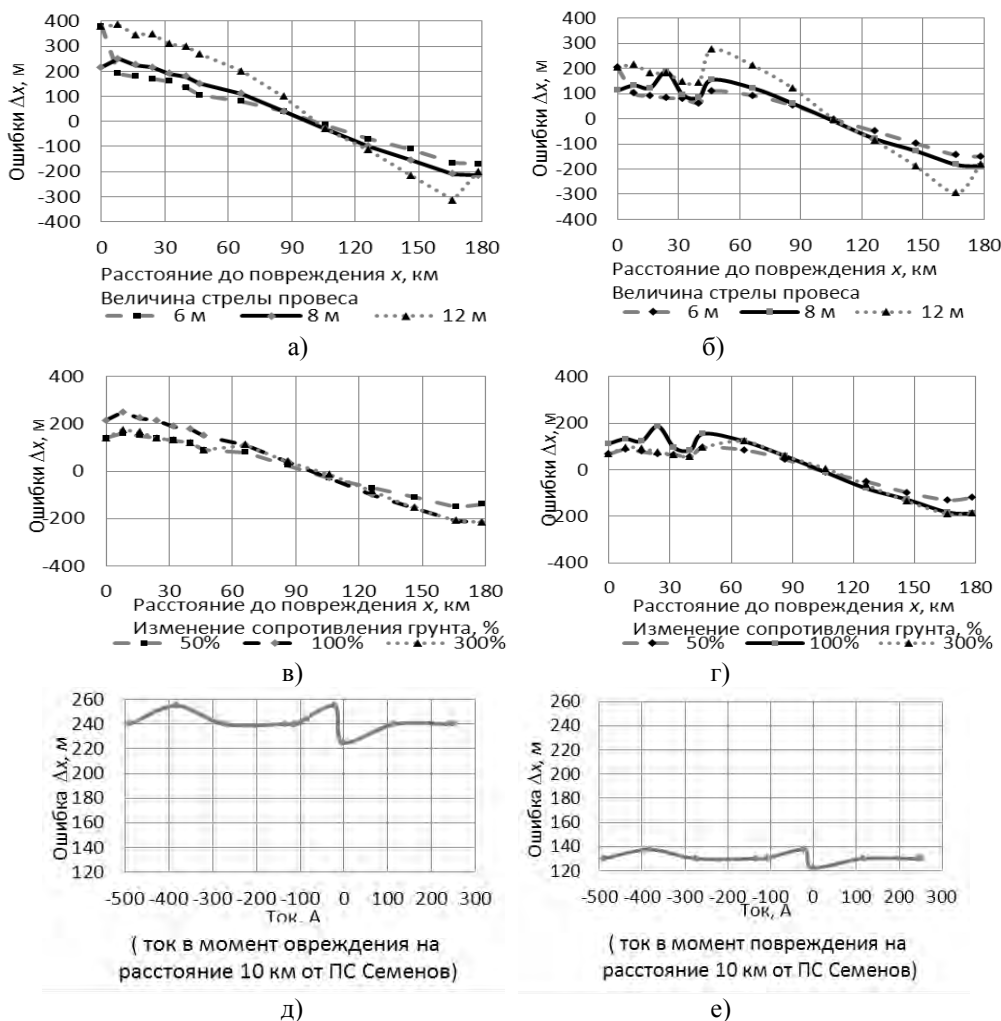 Ошибки Δx, м
400
300
200
100
0
-100
-200
-300
-400
0 30 60 90 120 150 180
Расстояние до повреждения x, км
Величина стрелы провеса
6 м 8 м 12 м
а)
Ошибки Δx, м
400
300
200
100
0
-100
-200
-300
-400
0 30 60 90 120 150 180
Расстояние до повреждения x, км
Величина стрелы провеса
6 м 8 м 12 м
б)
Ошибки Δx, м
400
200
0
-200
-400
0 30 60 90 120 150 180
Расстояние до повреждения x, км
Изменение сопротивления грунта, %
50% 100% 300%
в)
Ошибки Δx, м
400
200
0
-200
-400
0 30 60 90 120 150 180
Расстояние до повреждения x, км
Изменение сопротивления грунта, %
50% 100% 300%
г)
Ошибка Δx, м
260
240
220
200
180
160
140
120
-500 -400 -300 -200 -100 0 100 200 300
Ток, А
( ток в момент овреждения на
расстояние 10 км от ПС Семенов)
д)
Ошибка Δx, м
260
240
220
200
180
160
140
120
-500 -400 -300 -200 -100 0 100 200 300
Ток, А
( ток в момент повреждения на
расстояние 10 км от ПС Семенов)
е)